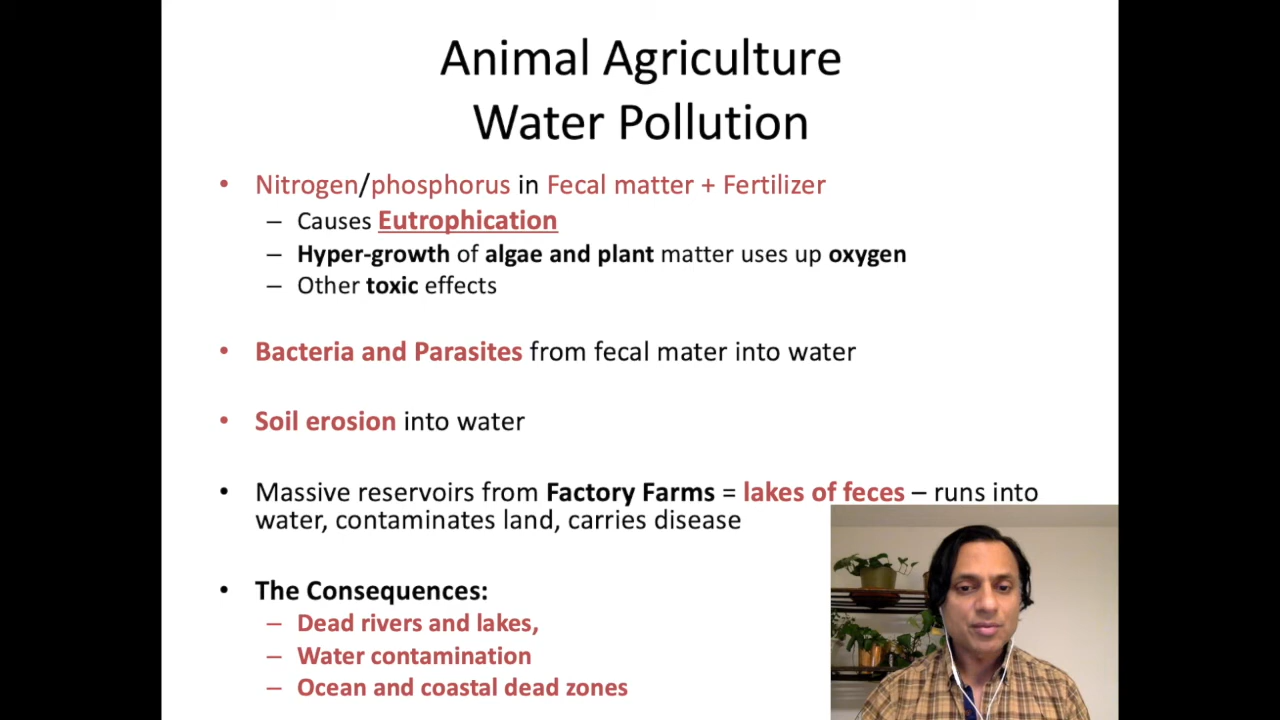 Animal Agriculture
Water Pollution
• Nitrogen/phosphorus in Fecal matter + Fertilizer
– Causes Eutrophication
– Hyper-growth of algae and plant matter uses up oxygen
– Other toxic effects
• Bacteria and Parasites from fecal mater into water
• Soil erosion into water
• Massive reservoirs from Factory Farms = lakes of feces – runs into
water, contaminates land, carries disease
• The Consequences:
– Dead rivers and lakes,
– Water contamination
– Ocean and coastal dead zones